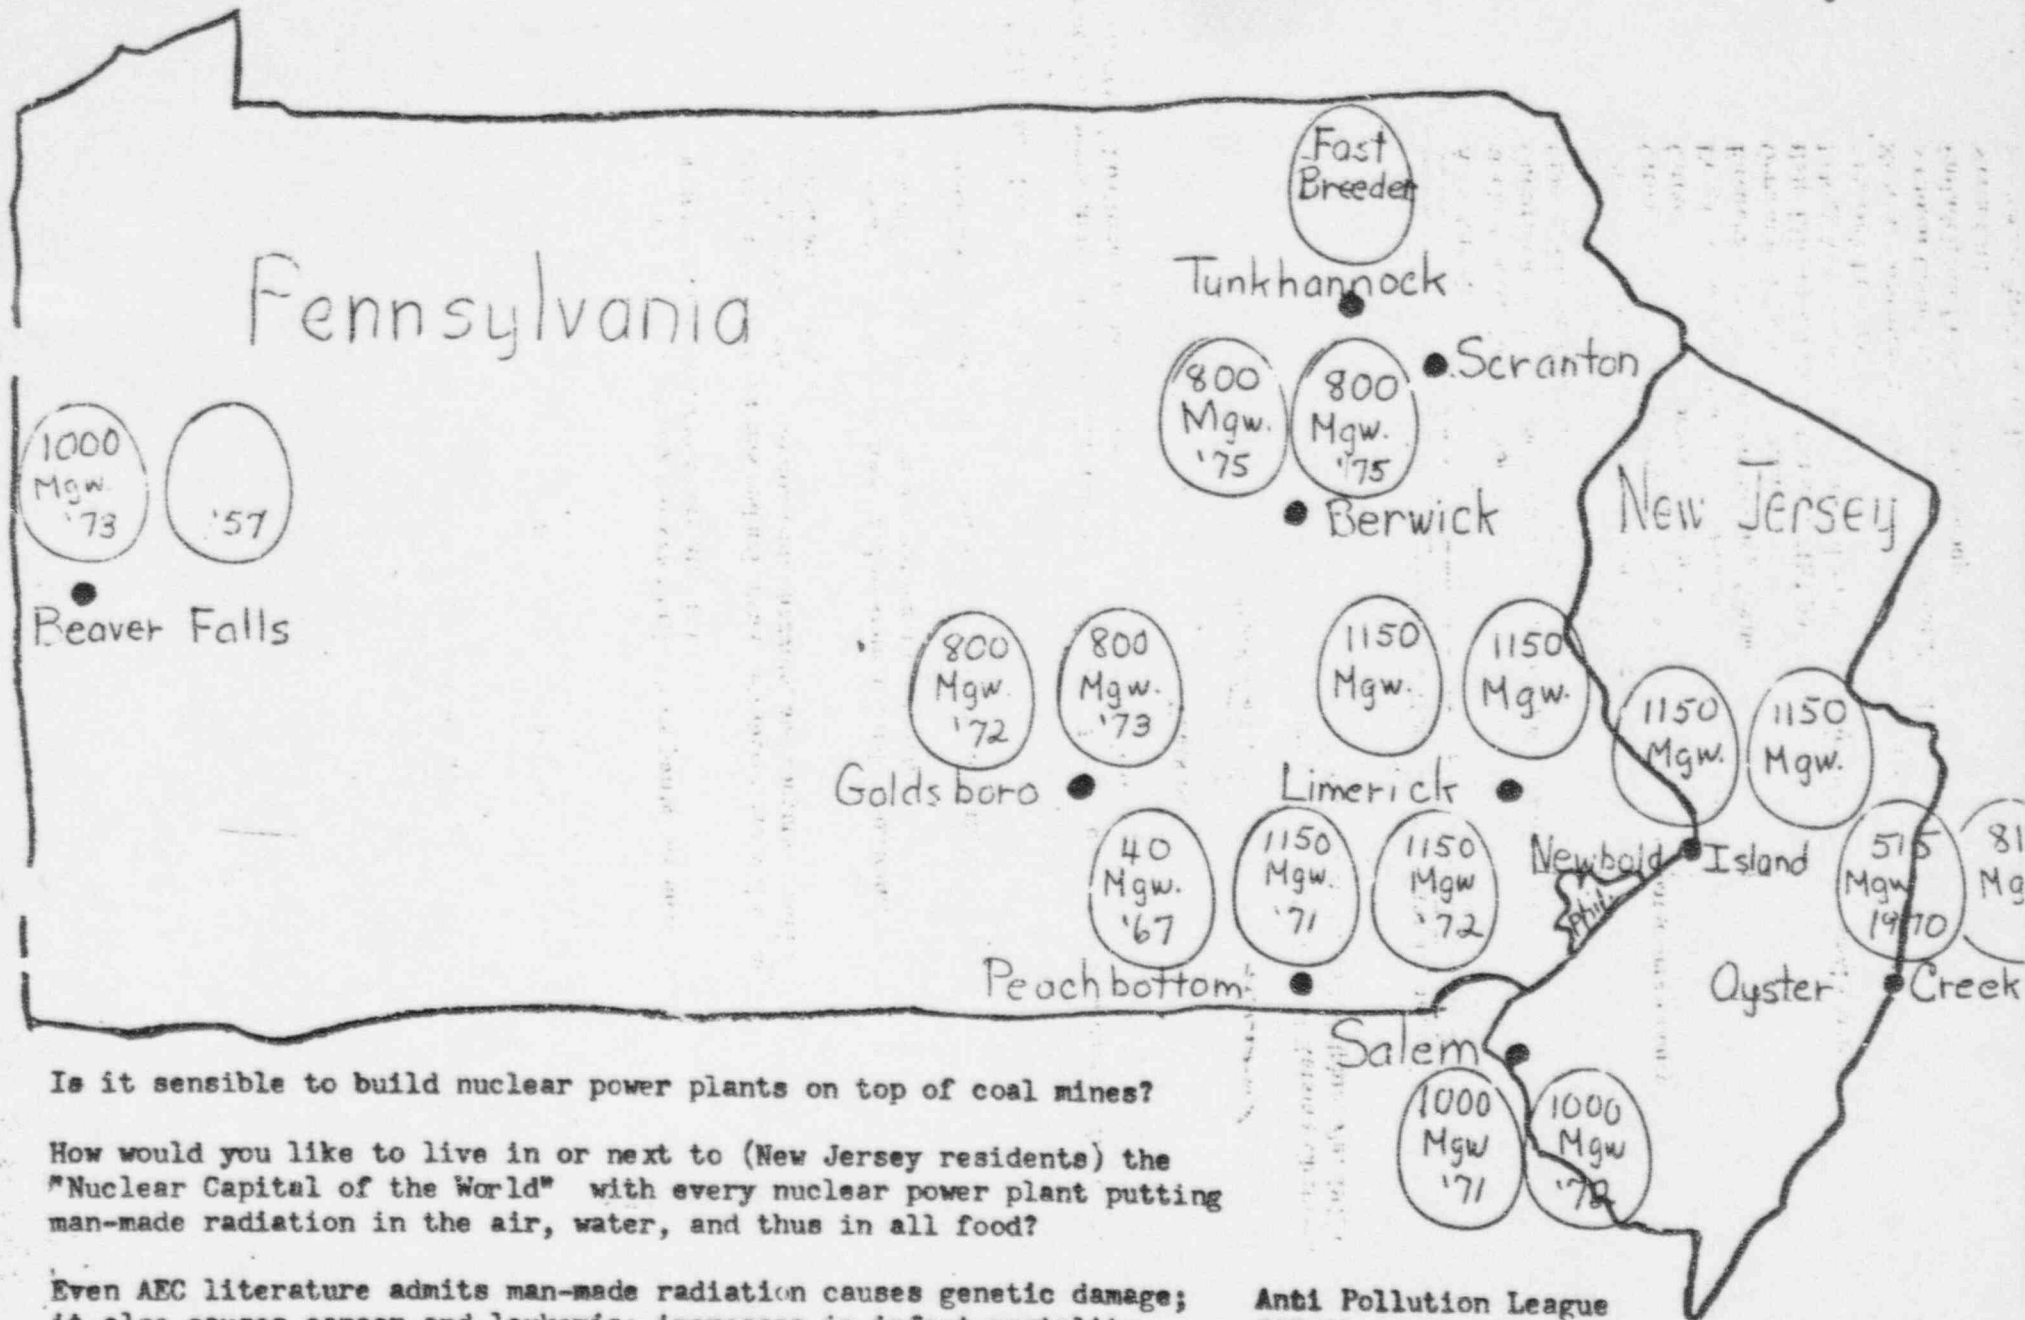 Fast
Breeder
Tunkhannock
Pennsylvania
Scranton
800
Mgw.
'75
800
Mgw.
'75
Berwick
New Jersey
1000
Mgw.
'73
'57
Beaver Falls
800
Mgw.
'72
800
Mgw.
'73
Goldsboro
1150
Mgw.
1150
Mgw.
Limerick
1150
Mgw.
1150
Mgw.
Newbold Island
40
Mgw.
'67
1150
Mgw.
'71
1150
Mgw
'72
Peachbottom
515
Mgw
1970
81
Mg
Oyster Creek
Salem
1000
Mgw
'71
1000
Mgw
Is it sensible to build nuclear power plants on top of coal mines?
How would you like to live in or next to (New Jersey residents) the
"Nuclear Capital of the World" with every nuclear power plant putting
man-made radiation in the air, water, and thus in all food?
Even AEC literature admits man-made radiation causes genetic damage;
Anti Pollution League